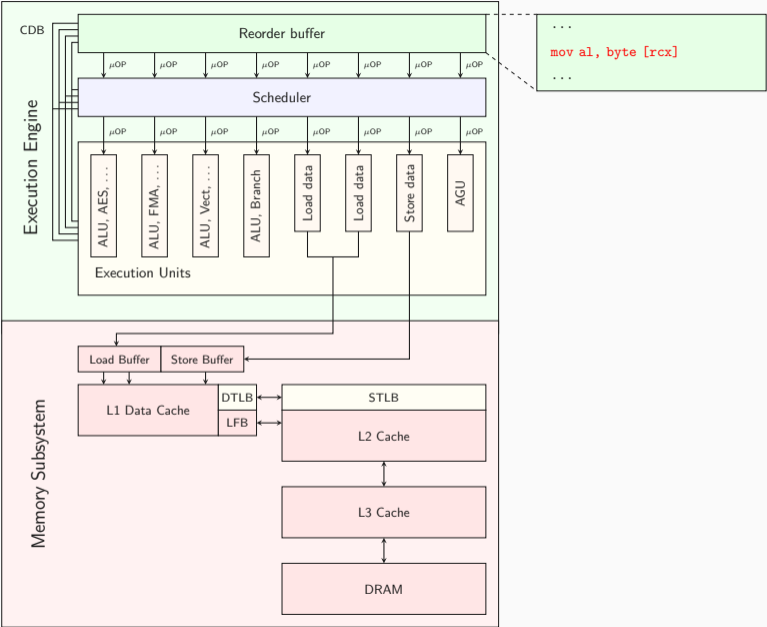 CDB
Reorder buffer
...
mov al, byte [rcx]
...
μOP μOP μOP μOP μOP μOP μOP μOP
Scheduler
μOP μOP μOP μOP μOP μOP μOP μOP
Execution Engine
ALU, AES, ...
ALU, FMA, ...
ALU, Vect, ...
ALU, Branch
Load data
Load data
Store data
AGU
Execution Units
Memory Subsystem
Load Buffer
Store Buffer
L1 Data Cache
DTLB
LFB
STLB
L2 Cache
L3 Cache
DRAM